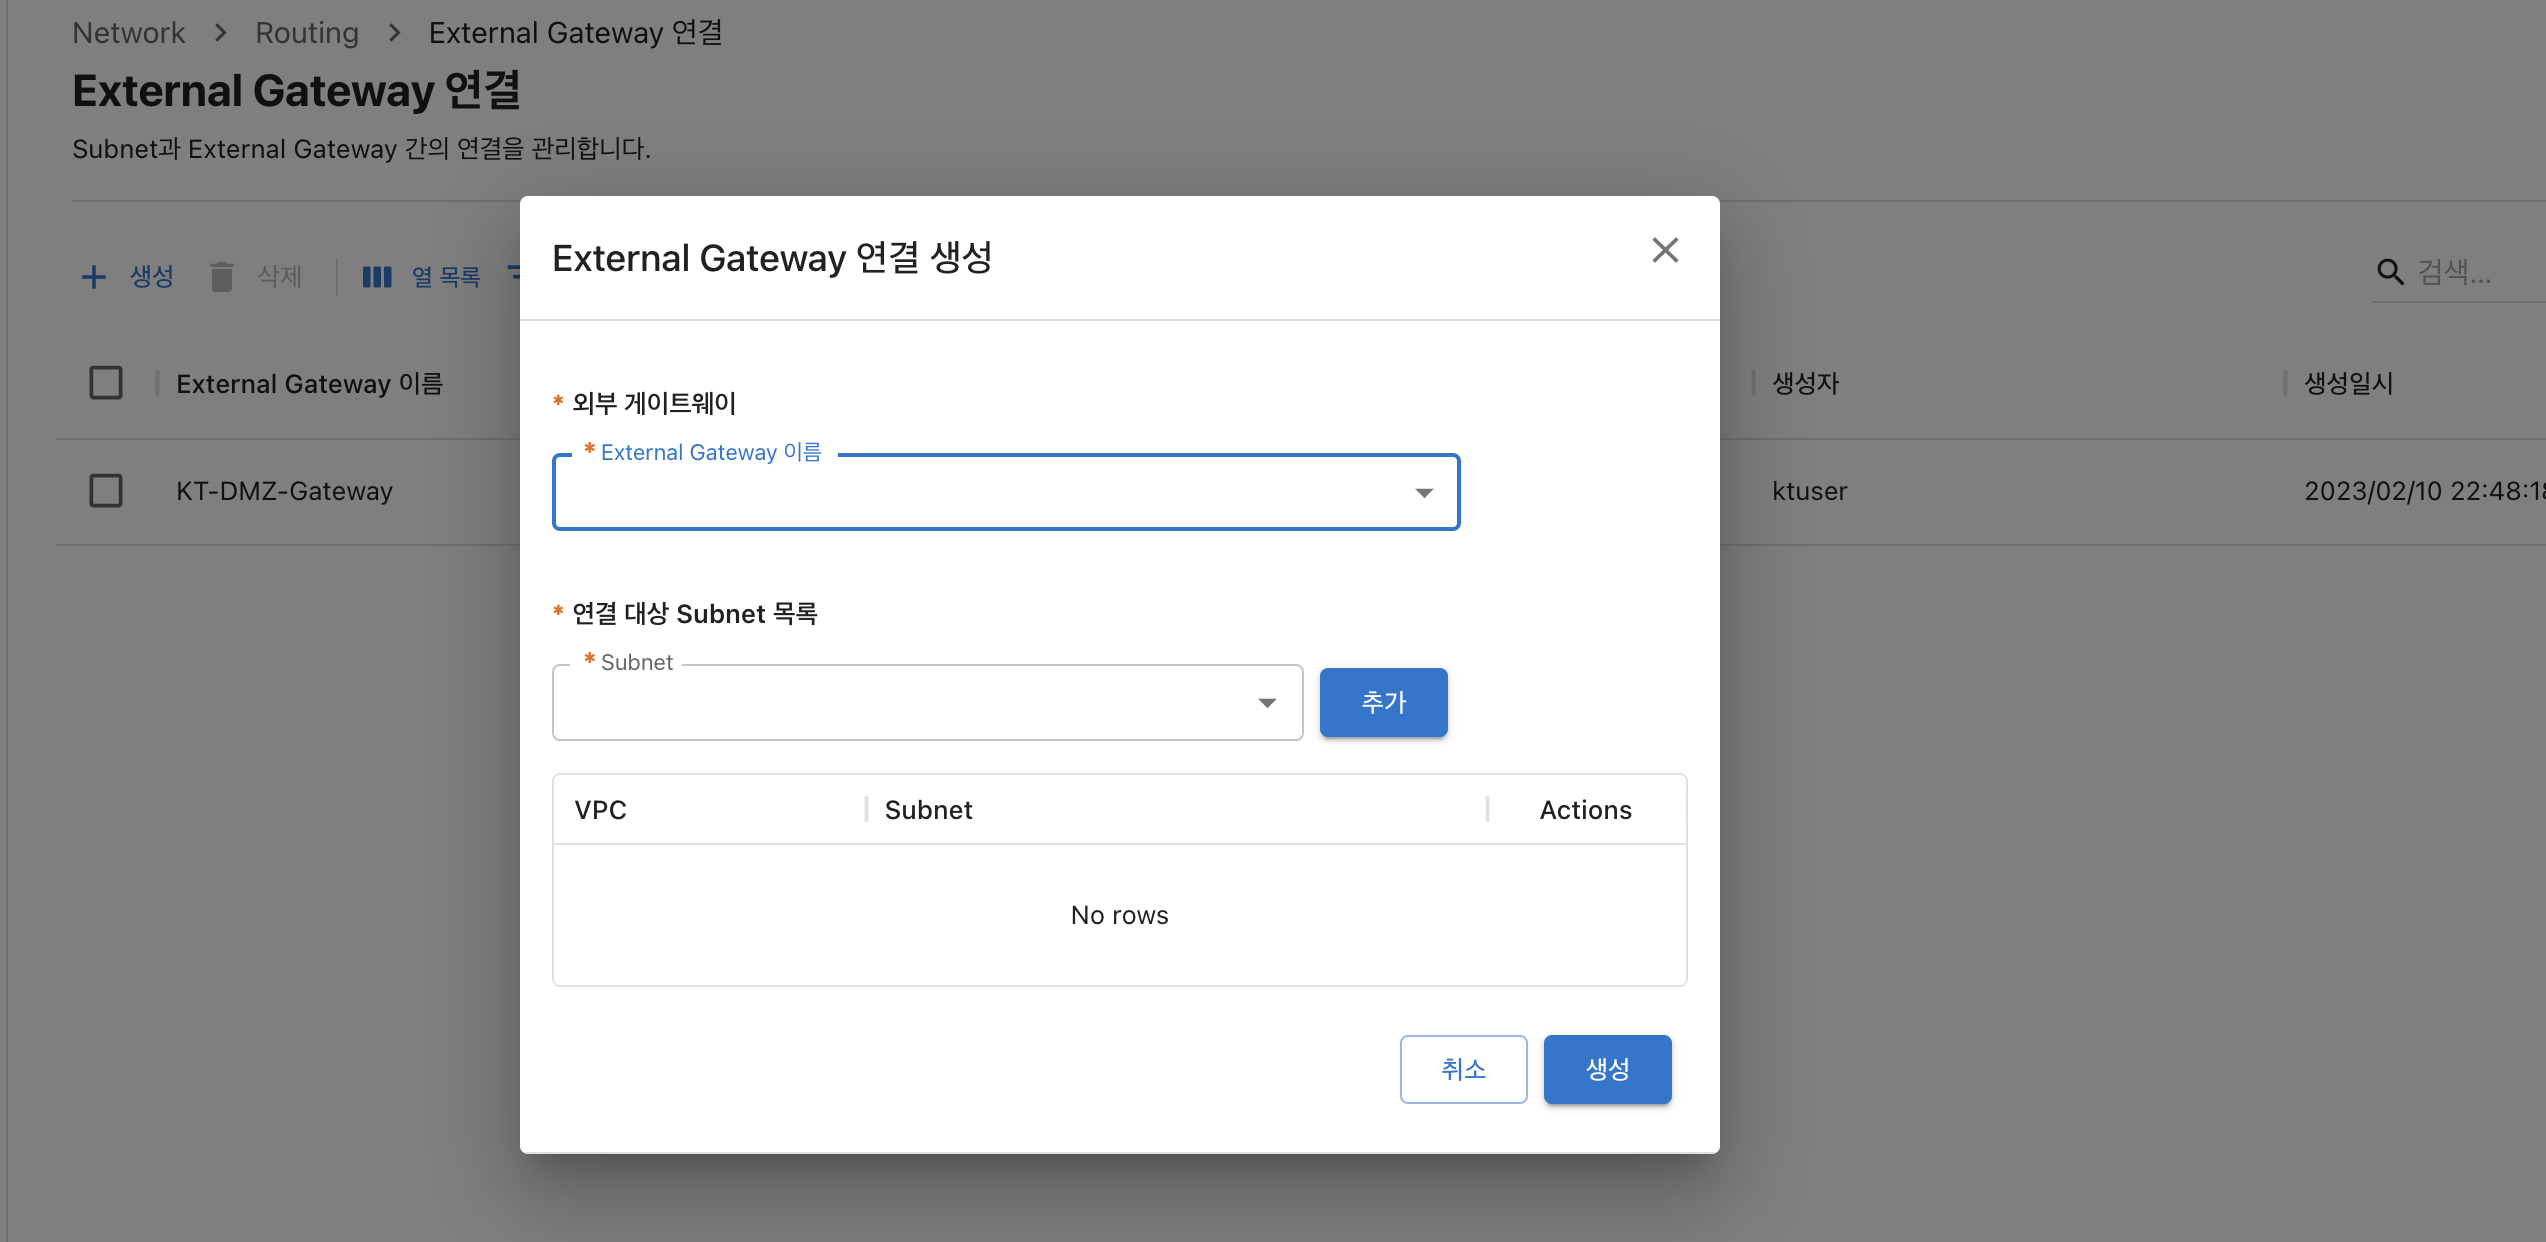 Network > Routing > External Gateway 연결
External Gateway 연결
Subnet과 External Gateway 간의 연결을 관리합니다.
+ 생성 삭제 열 목록
검색...
External Gateway 이름 생성자 생성일시
KT-DMZ-Gateway ktuser 2023/02/10 22:48:18
External Gateway 연결 생성
* 외부 게이트웨이
* External Gateway 이름
* 연결 대상 Subnet 목록
* Subnet
추가
VPC Subnet Actions
No rows
취소 생성